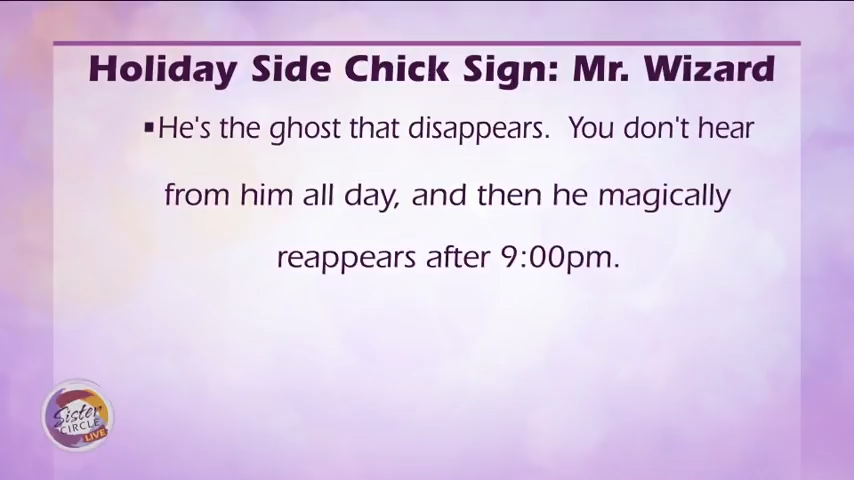 Holiday Side Chick Sign: Mr. Wizard
▪He's the ghost that disappears.  You don't hear
from him all day, and then he magically
reappears after 9:00pm.
Sister
CIRCLE
LIVE